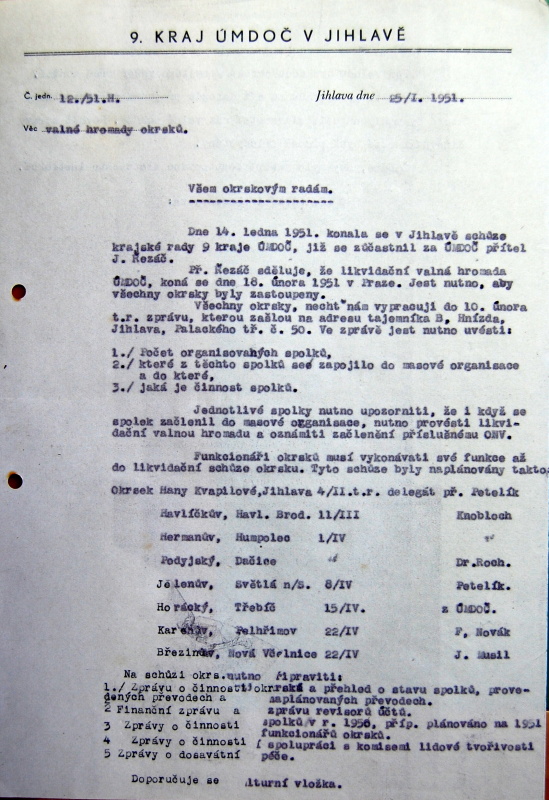 9. KRAJ ÚMDOČ V JIHLAVĚ
Č. jedn. 12./51.H. Jihlava dne 25/I. 1951.
Věc valné hromady okrsků.
Všem okrskovým radám.
Dne 14. ledna 1951. konala se v Jihlavě schůze
krajské rady 9 kraje ÚMDOČ, již se zúčastnil za ÚMDOČ přítel
J. Řezáč.
Př. Řezáč sděluje, že likvidační valná hromada
ÚMDOČ, koná se dne 18. února 1951 v Praze. Jest nutno, aby
všechny okrsky byly zastoupeny.
Všechny okrsky, nechť nám vypracují do 10. února
t.r. zprávu, kterou zašlou na adresu tajemníka B, Hnízda,
Jihlava, Palackého tř. č. 50. Ve zprávě jest nutno uvésti:
1./ Počet organisovaných spolků,
2./ které z těchto spolků se zapojilo do masové organisace
a do které,
3./ jaká je činnost spolků.
Jednotlivé spolky nutno upozorniti, že i když se
spolek začlenil do masové organisace, nutno provésti likvi-
dační valnou hromadu a oznámiti začlenění příslušnému ONV.
Funkcionáři okrsků musí vykonávati své funkce až
do likvidační schůze okrsku. Tyto schůze byly naplánovány takto:
Okrsek Hany Kvapilové,Jihlava 4/II.t.r. delegát př. Petelík
Havlíčkův, Havl. Brod. 11/III Knobloch
Hermanův, Humpolec 1/IV "
Podyjský, Dačice " Dr.Roch.
Jelenův, Světlá n/S. 8/IV Petelík.
Horácký, Třebíč 15/IV. z ÚMDOČ.
Karenův, Pelhřimov 22/IV F, Novák
Březinův, Nová Včelnice 22/IV J. Musil
Na schůzi okrs.nutno řipraviti:
1./ Zprávu o činnosti okrska a přehled o stavu spolků, prove-
děných převodech a zaplánovaných převodech.
2 Finanční zprávu a zprávu revisorů účtů.
3 Zprávy o činnosti spolků v r. 1950, příp. plánováno na 1951
4 Zprávy o činnosti funkcionářů okrsků.
5 Zprávy o dosavátní spolupráci s komisemi lidové tvořivosti
péče.
Doporučuje se lturní vložka.